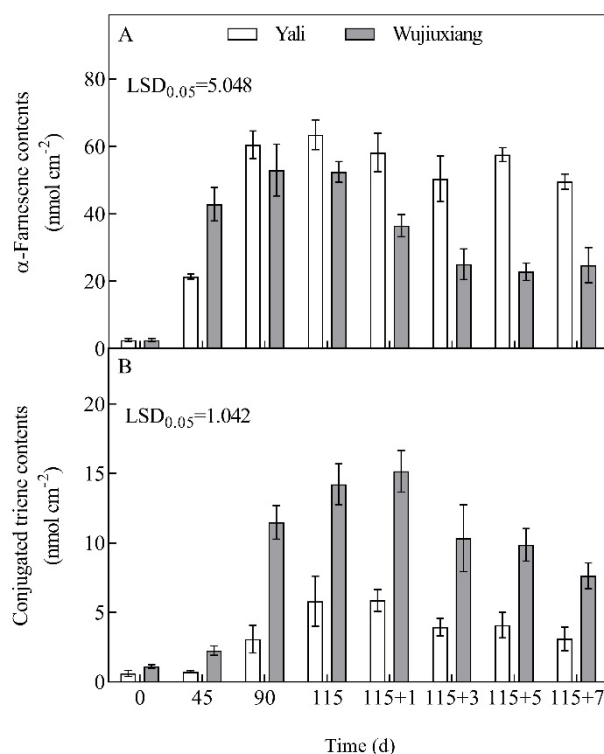 A
Yali
Wujiuxiang
LSD0.05=5.048
α-Farnesene contents
(nmol cm-2)
80
60
40
20
0
B
LSD0.05=1.042
Conjugated triene contents
(nmol cm-2)
20
15
10
5
0
0 45 90 115 115+1 115+3 115+5 115+7
Time (d)